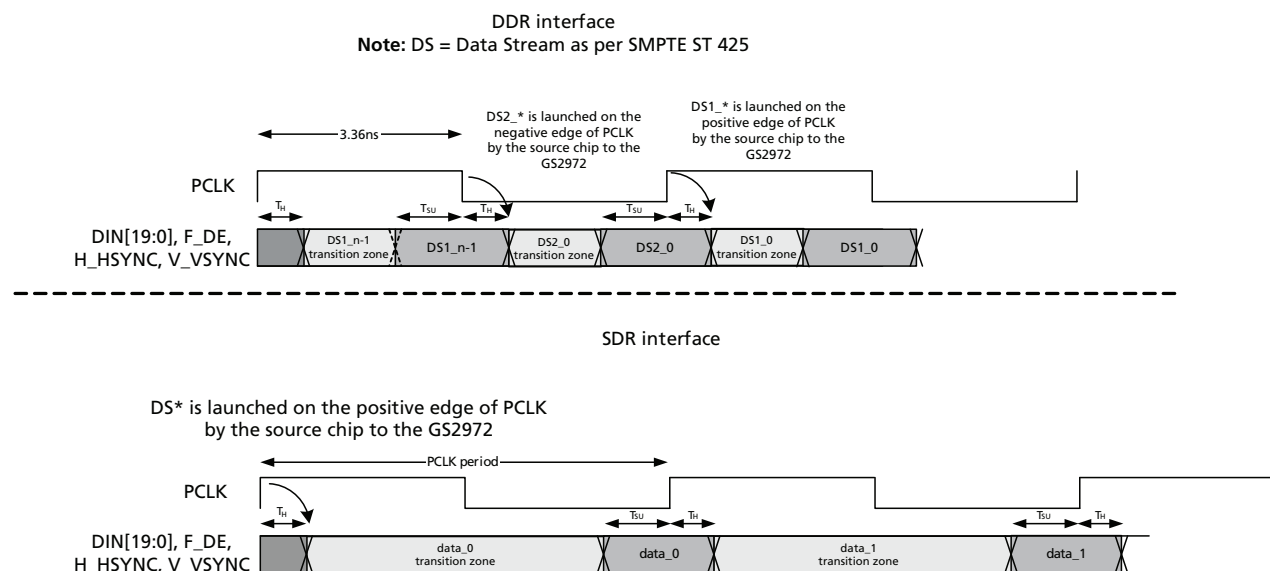 DDR interface
Note: DS = Data Stream as per SMPTE ST 425
DS2_* is launched on the
negative edge of PCLK
by the source chip to the
GS2972
DS1_* is launched on the
positive edge of PCLK
by the source chip to the
GS2972
3.36ns
PCLK
TH
TSU
TH
TSU
TH
DIN[19:0], F_DE,
H_HSYNC, V_VSYNC
DS1_n-1
transition zone
DS1_n-1
DS2_0
transition zone
DS2_0
DS1_0
transition zone
DS1_0
SDR interface
DS* is launched on the positive edge of PCLK
by the source chip to the GS2972
PCLK period
PCLK
TH
TSU
TH
TSU
TH
DIN[19:0], F_DE,
H_HSYNC, V_VSYNC
data_0
transition zone
data_0
data_1
transition zone
data_1